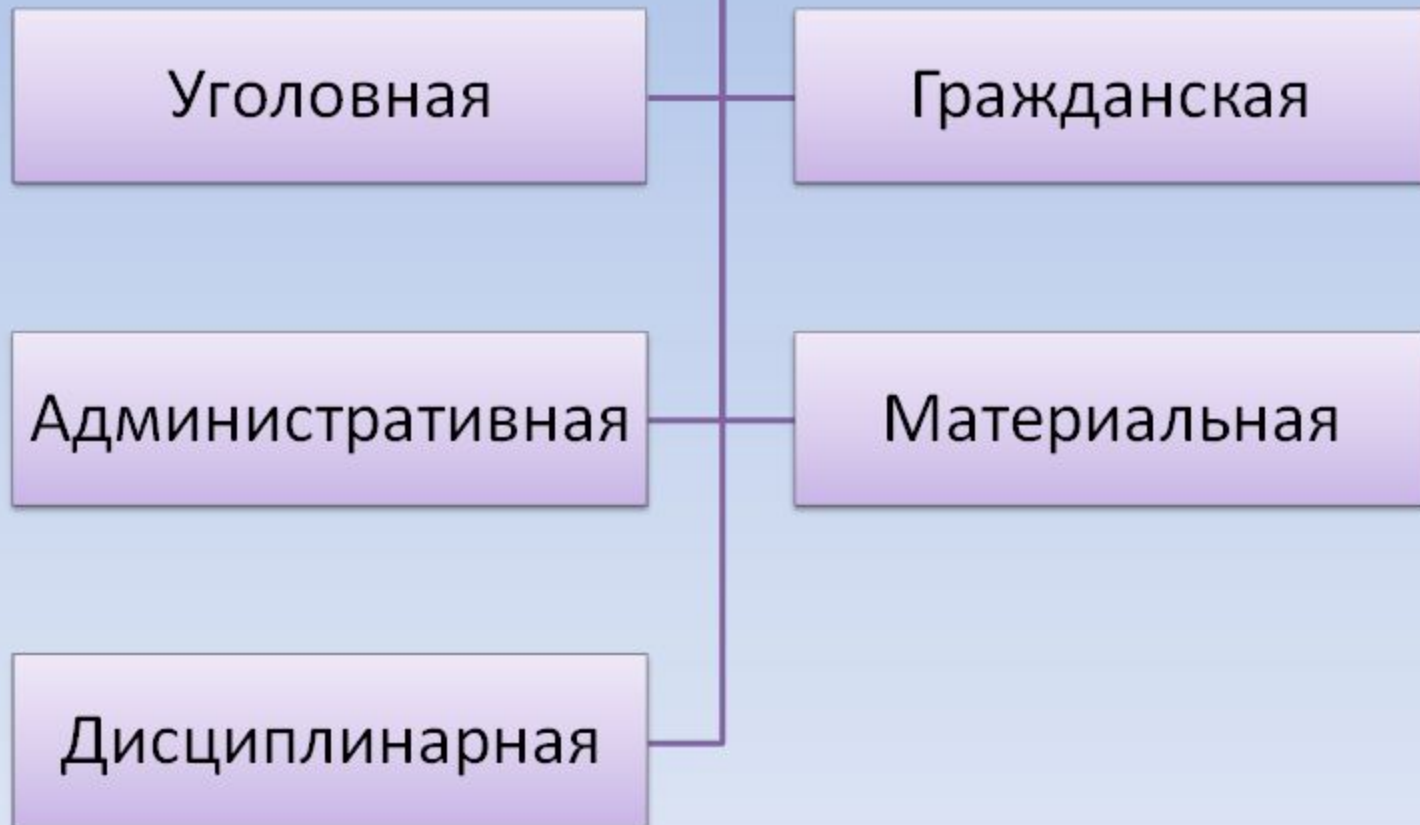 Уголовная
Гражданская
Административная
Материальная
Дисциплинарная